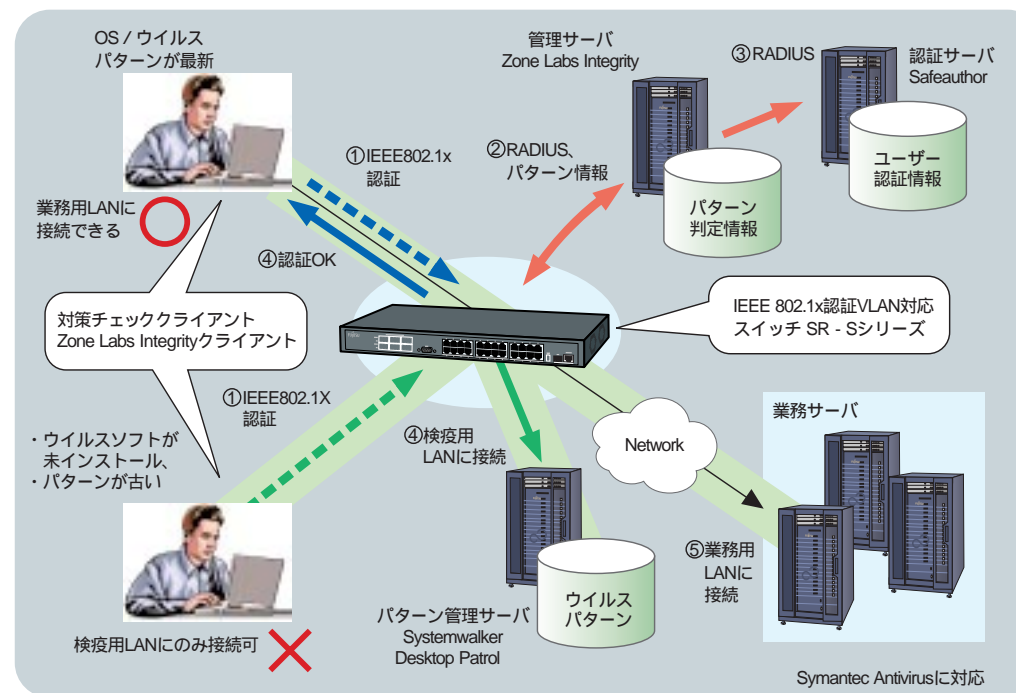 OS / ウイルス
パターンが最新
管理サーバ
Zone Labs Integrity
③RADIUS
認証サーバ
Safeauthor
①IEEE802.1x
認証
②RADIUS、
パターン情報
ユーザー
認証情報
パターン
判定情報
業務用LANに
接続できる
④認証OK
対策チェッククライアント
Zone Labs Integrityクライアント
IEEE 802.1x認証VLAN対応
スイッチ SR - Sシリーズ
①IEEE802.1X
認証
・ウイルスソフトが
未インストール、
・パターンが古い
④検疫用
LANに接続
Network
業務サーバ
⑤業務用
LANに
接続
ウイルス
パターン
パターン管理サーバ
Systemwalker
Desktop Patrol
検疫用LANにのみ接続可
Symantec Antivirusに対応